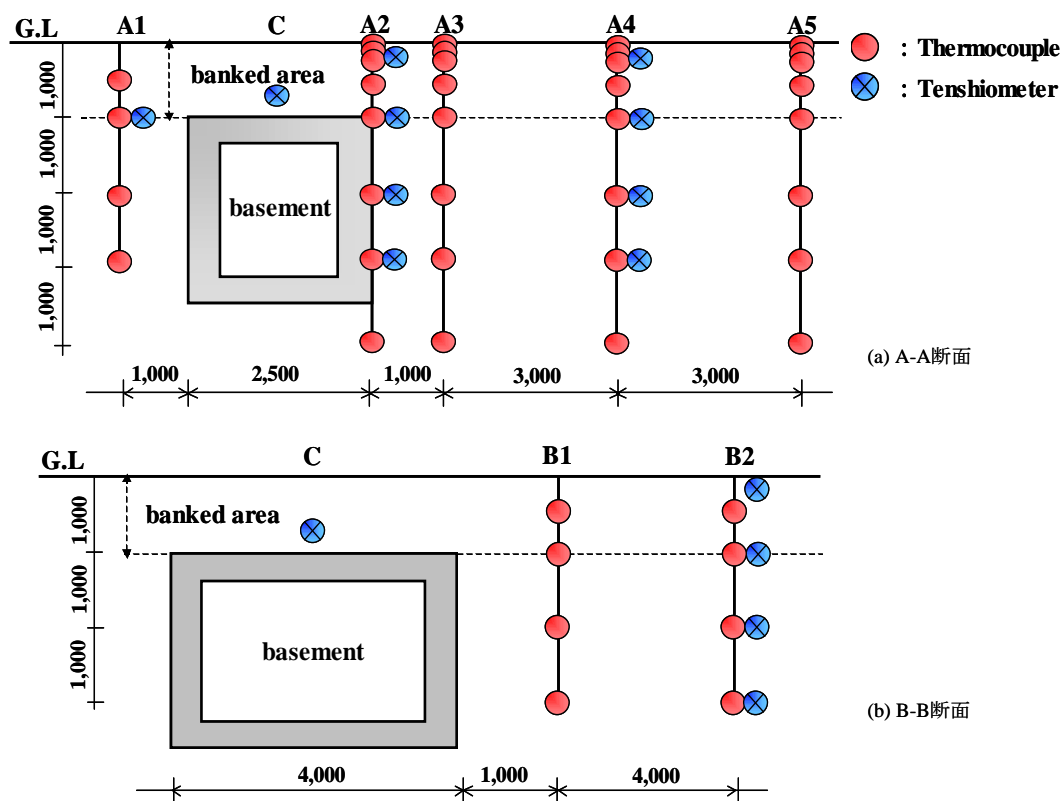 G.L A1 C A2 A3 A4 A5
: Thermocouple
: Tenshiometer
banked area
1,000
1,000
1,000
1,000
basement
(a) A-A断面
1,000 2,500 1,000 3,000 3,000
G.L C B1 B2
banked area
1,000
1,000
1,000
basement
(b) B-B断面
4,000 1,000 4,000